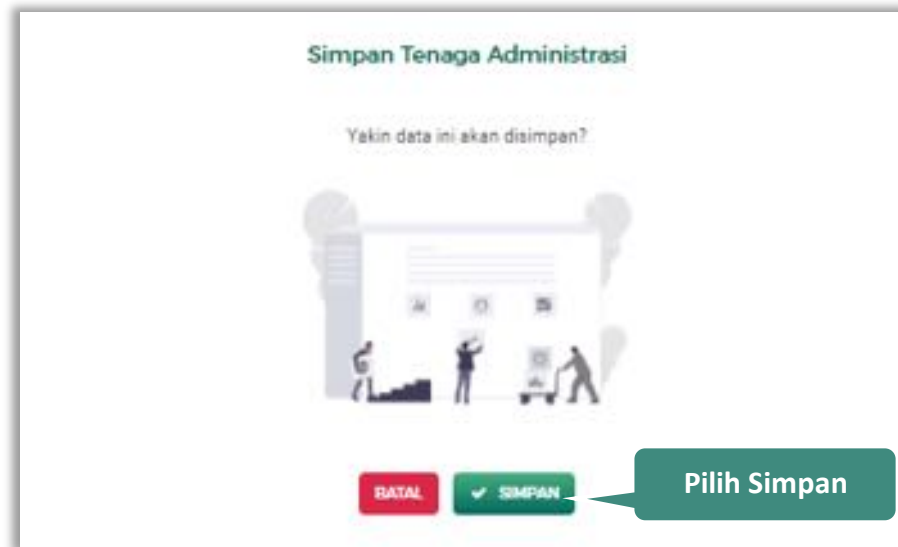 Simpan Tenaga Administrasi
Yakin data ini akan disimpan?
BATAL
SIMPAN
Pilih Simpan